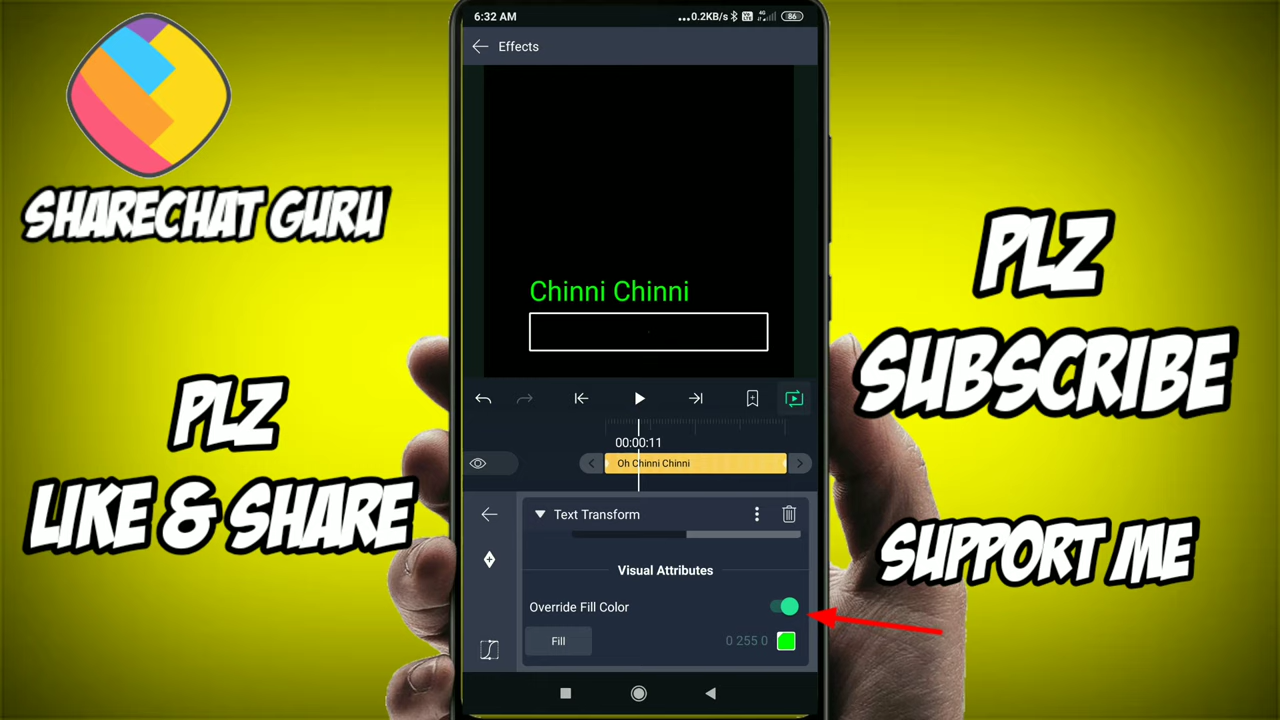 6:32 AM
...0.2KB/s
4G
86
Effects
SHARECHAT GURU
PLZ
LIKE & SHARE
Chinni Chinni
00:00:11
Oh Chinni Chinni
Text Transform
Visual Attributes
Override Fill Color
Fill
0 255 0
PLZ
SUBSCRIBE
SUPPORT ME